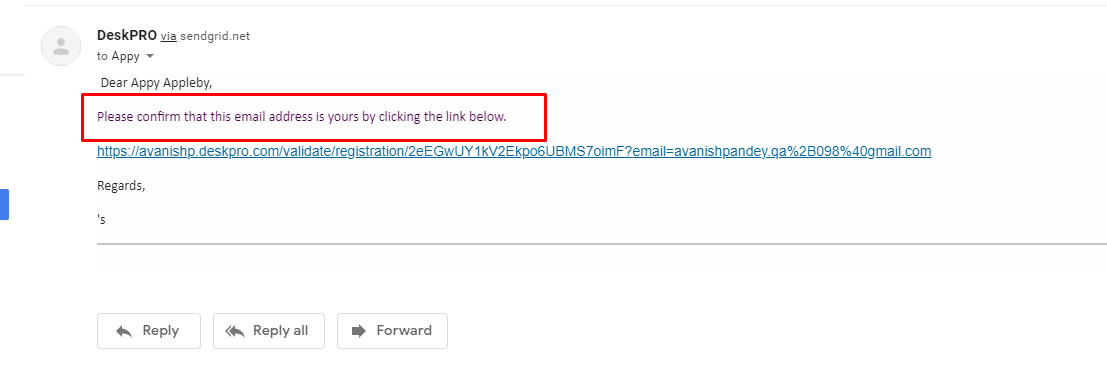 DeskPRO via sendgrid.net
to Appy
Dear Appy Appleby,
Please confirm that this email address is yours by clicking the link below.
https://avanishp.deskpro.com/validate/registration/2eEGwUY1kV2Ekpo6UBMS7oimF?email=avanishpandey.qa%2B098%40gmail.com
Regards,
's
Reply Reply all Forward